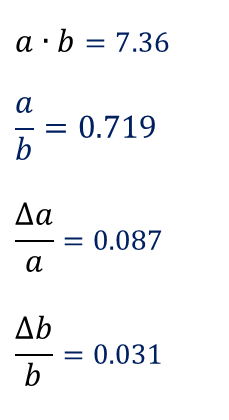 a · b = 7.36
a/b = 0.719
Δa/a = 0.087
Δb/b = 0.031